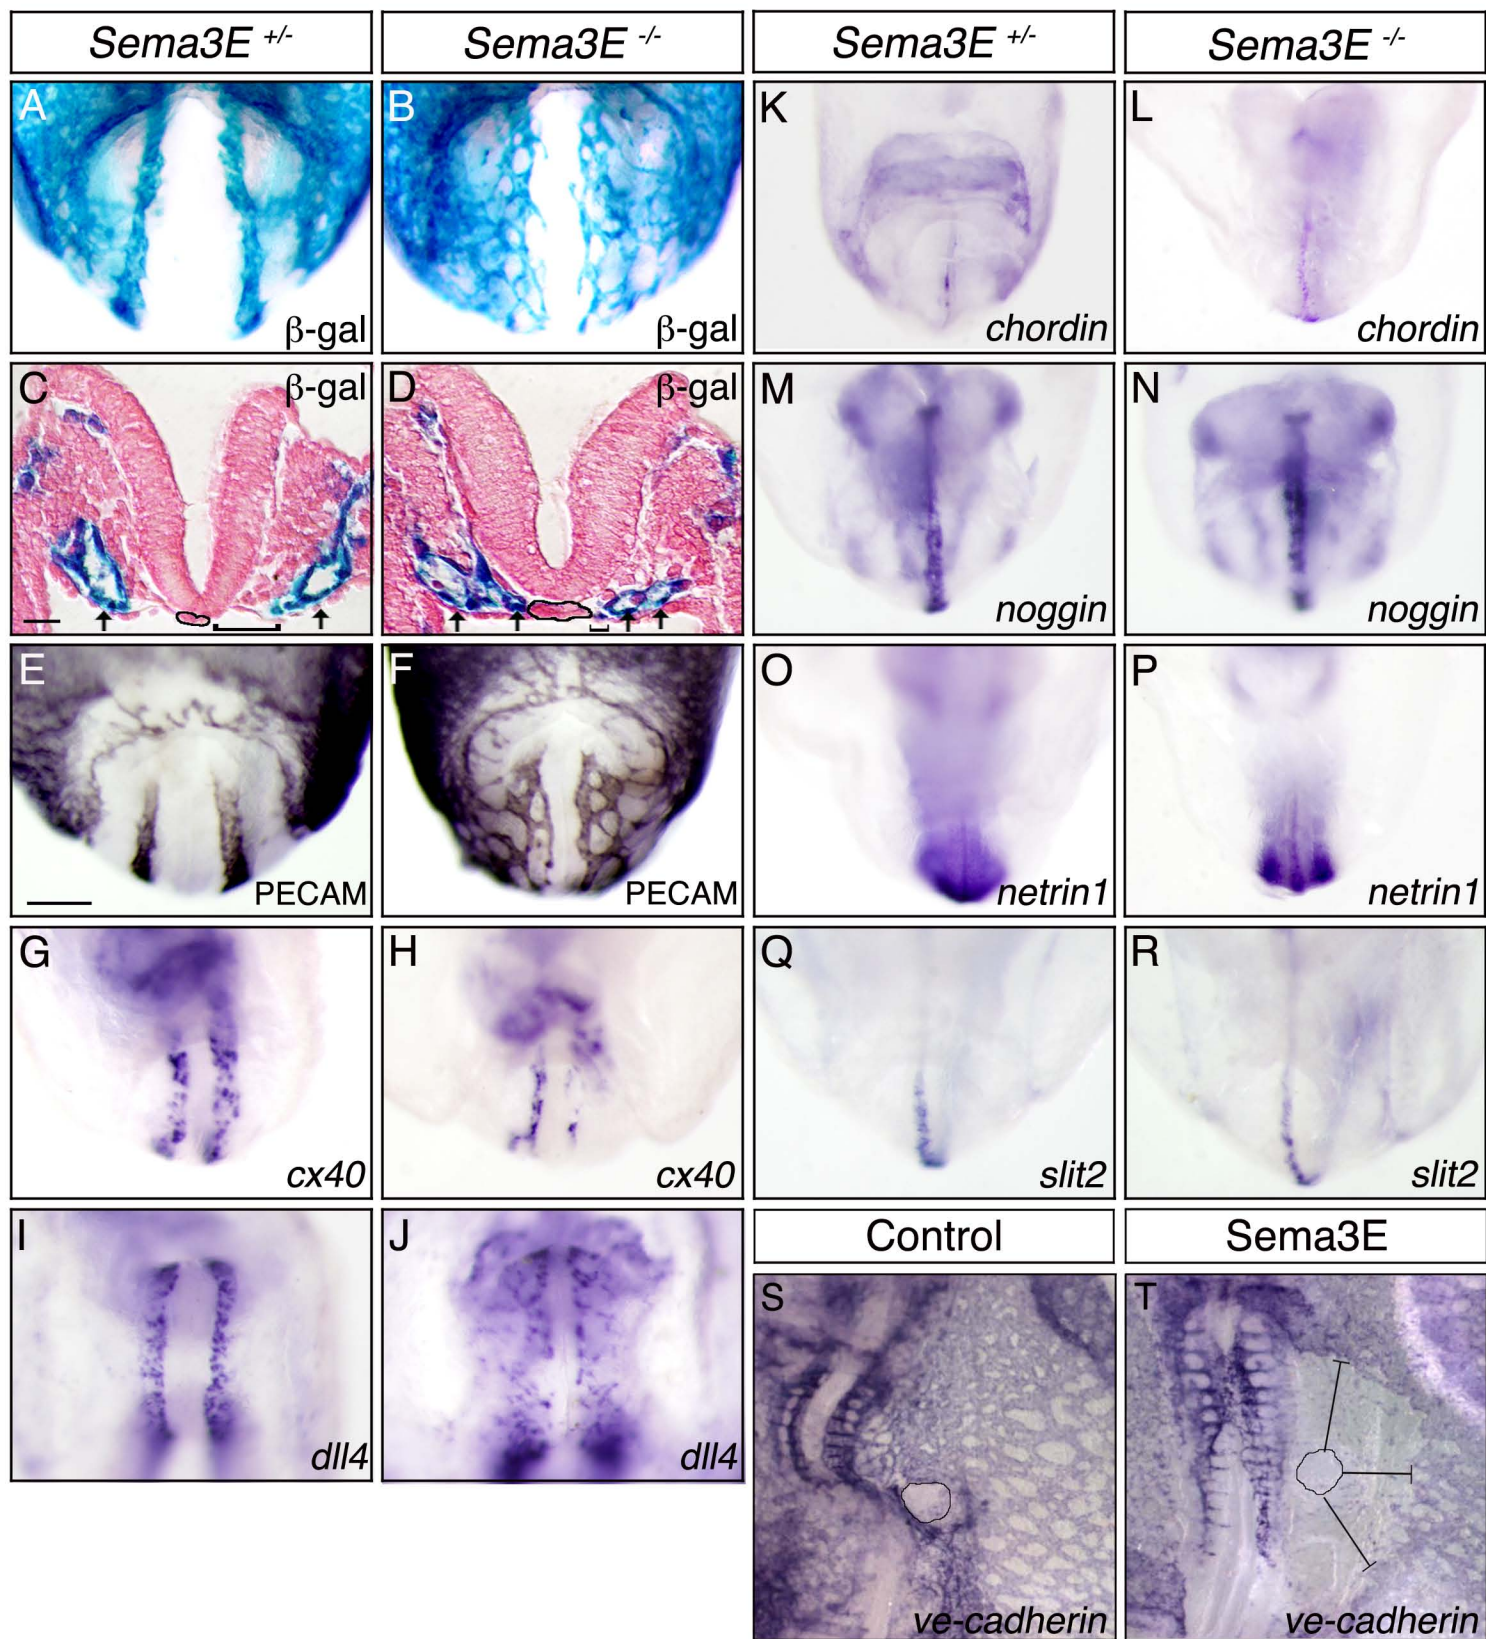 Sema3E +/- Sema3E -/- Sema3E +/- Sema3E -/-
A B K L
β-gal β-gal chordin chordin
C β-gal D β-gal M N
noggin noggin
E F O P
PECAM PECAM netrin1 netrin1
G H Q R
cx40 cx40 slit2 slit2
I J Control Sema3E
S T
dll4 dll4
ve-cadherin ve-cadherin